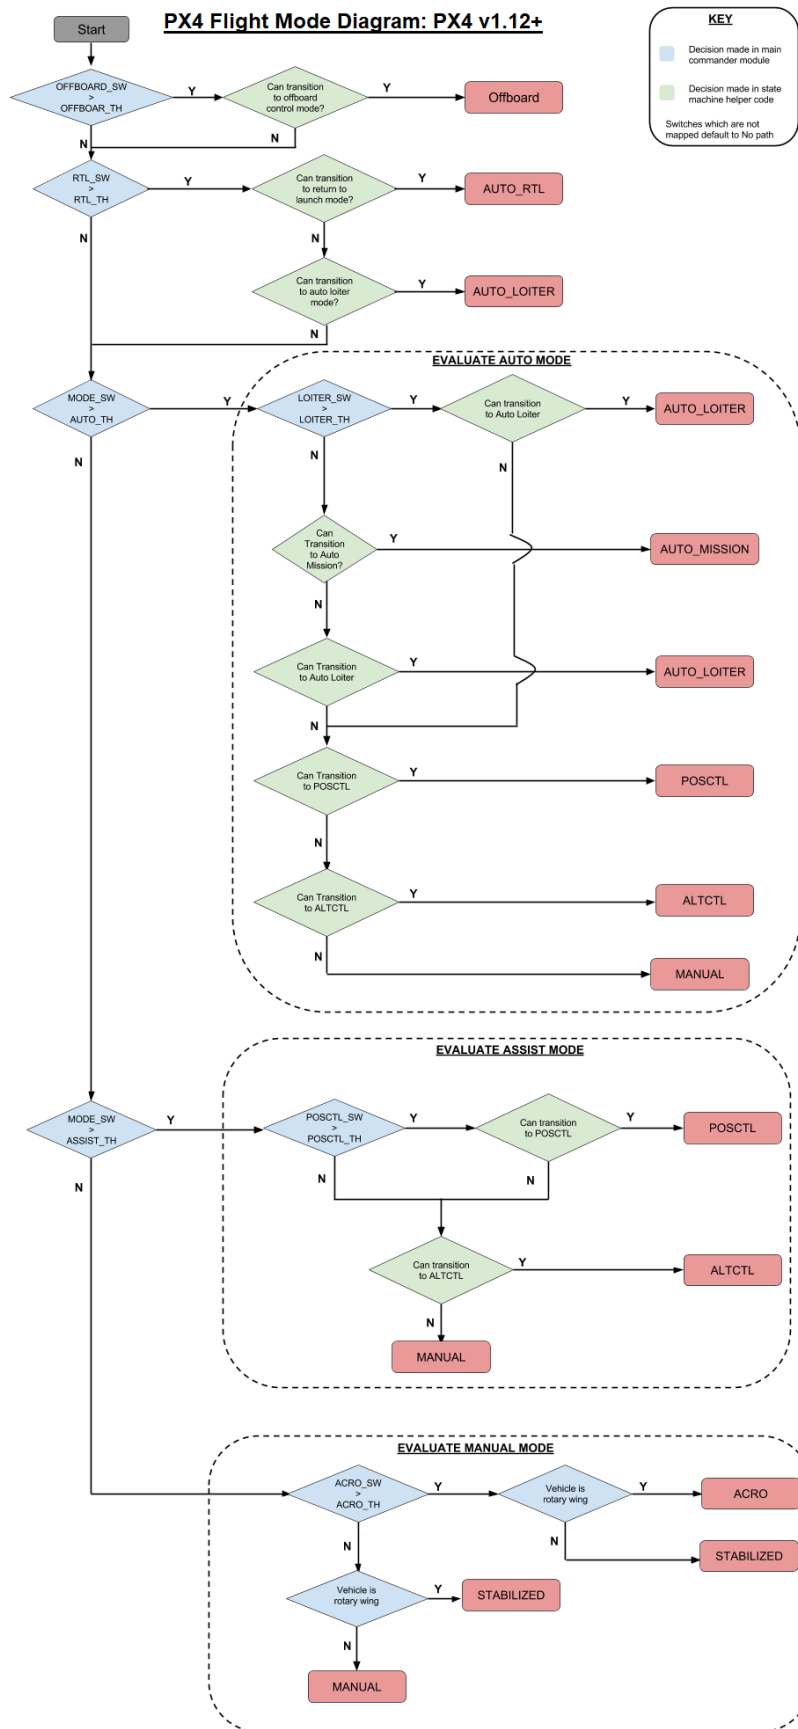 PX4 Flight Mode Diagram: PX4 v1.12+
Start
KEY
Decision made in main
commander module
Decision made in state
machine helper code
Switches which are not
mapped default to No path
OFFBOARD_SW
>
OFFBOAR_TH
Y
Can transition
to offboard
control mode?
Y
Offboard
N
N
RTL_SW
>
RTL_TH
Y
Can transition
to return to
launch mode?
Y
AUTO_RTL
N
N
Can transition
to auto loiter
mode?
Y
AUTO_LOITER
N
EVALUATE AUTO MODE
MODE_SW
>
AUTO_TH
Y
LOITER_SW
>
LOITER_TH
Y
Can transition
to Auto Loiter
Y
AUTO_LOITER
N
N
N
Can
Transition
to Auto
Mission?
Y
AUTO_MISSION
N
Can Transition
to Auto Loiter
Y
AUTO_LOITER
N
Can Transition
to POSCTL
Y
POSCTL
N
Can Transition
to ALTCTL
Y
ALTCTL
N
MANUAL
EVALUATE ASSIST MODE
MODE_SW
>
ASSIST_TH
Y
POSCTL_SW
>
POSCTL_TH
Y
Can transition
to POSCTL
Y
POSCTL
N
N
N
Can transition
to ALTCTL
Y
ALTCTL
N
MANUAL
EVALUATE MANUAL MODE
ACRO_SW
>
ACRO_TH
Y
Vehicle is
rotary wing
Y
ACRO
N
N
STABILIZED
Vehicle is
rotary wing
Y
STABILIZED
N
MANUAL